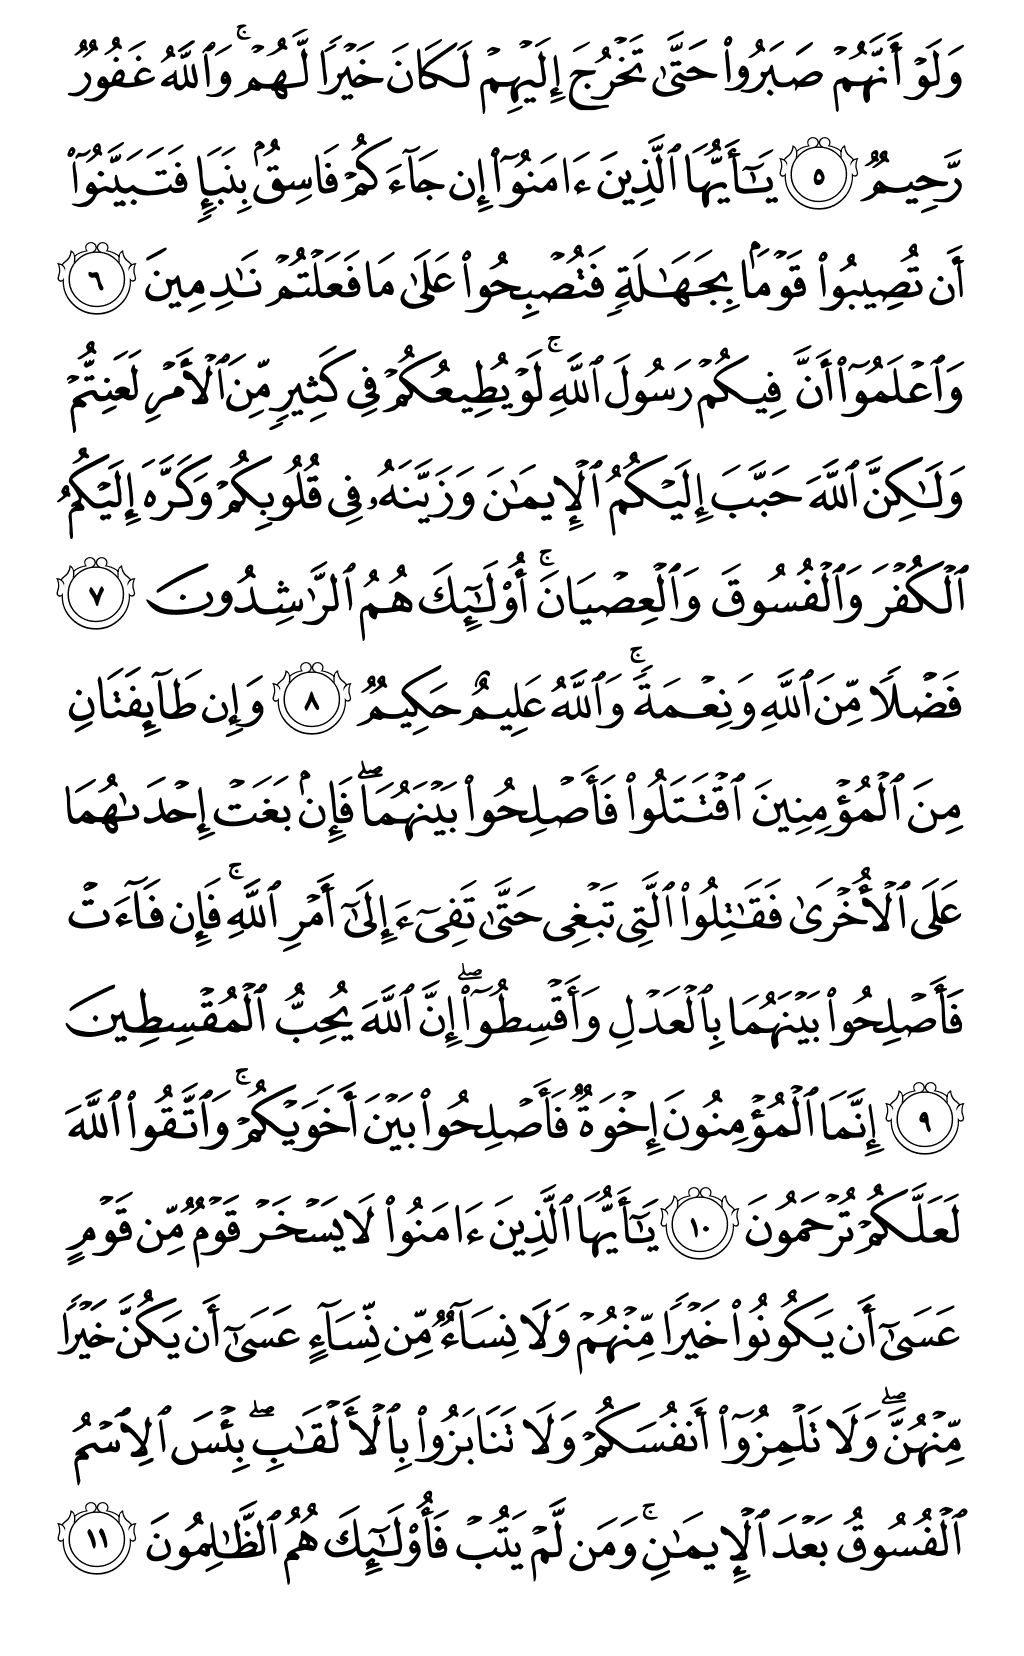 وَلَوۡ أَنَّهُمۡ صَبَرُواْ حَتَّىٰ تَخۡرُجَ إِلَيۡهِمۡ لَكَانَ خَيۡرٗا لَّهُمۡۚ وَٱللَّهُ غَفُورٞ
رَّحِيمٞ ٥ يَٰٓأَيُّهَا ٱلَّذِينَ ءَامَنُوٓاْ إِن جَآءَكُمۡ فَاسِقُۢ بِنَبَإٖ فَتَبَيَّنُوٓاْ
أَن تُصِيبُواْ قَوۡمَۢا بِجَهَٰلَةٖ فَتُصۡبِحُواْ عَلَىٰ مَا فَعَلۡتُمۡ نَٰدِمِينَ ٦
وَٱعۡلَمُوٓاْ أَنَّ فِيكُمۡ رَسُولَ ٱللَّهِۚ لَوۡ يُطِيعُكُمۡ فِي كَثِيرٖ مِّنَ ٱلۡأَمۡرِ لَعَنِتُّمۡ
وَلَٰكِنَّ ٱللَّهَ حَبَّبَ إِلَيۡكُمُ ٱلۡإِيمَٰنَ وَزَيَّنَهُۥ فِي قُلُوبِكُمۡ وَكَرَّهَ إِلَيۡكُمُ
ٱلۡكُفۡرَ وَٱلۡفُسُوقَ وَٱلۡعِصۡيَانَۚ أُوْلَٰٓئِكَ هُمُ ٱلرَّٰشِدُونَ ٧
فَضۡلٗا مِّنَ ٱللَّهِ وَنِعۡمَةٗۚ وَٱللَّهُ عَلِيمٌ حَكِيمٞ ٨ وَإِن طَآئِفَتَانِ
مِنَ ٱلۡمُؤۡمِنِينَ ٱقۡتَتَلُواْ فَأَصۡلِحُواْ بَيۡنَهُمَاۖ فَإِنۢ بَغَتۡ إِحۡدَىٰهُمَا
عَلَى ٱلۡأُخۡرَىٰ فَقَٰتِلُواْ ٱلَّتِي تَبۡغِي حَتَّىٰ تَفِيٓءَ إِلَىٰٓ أَمۡرِ ٱللَّهِۚ فَإِن فَآءَتۡ
فَأَصۡلِحُواْ بَيۡنَهُمَا بِٱلۡعَدۡلِ وَأَقۡسِطُوٓاْۖ إِنَّ ٱللَّهَ يُحِبُّ ٱلۡمُقۡسِطِينَ
٩ إِنَّمَا ٱلۡمُؤۡمِنُونَ إِخۡوَةٞ فَأَصۡلِحُواْ بَيۡنَ أَخَوَيۡكُمۡۚ وَٱتَّقُواْ ٱللَّهَ
لَعَلَّكُمۡ تُرۡحَمُونَ ١٠ يَٰٓأَيُّهَا ٱلَّذِينَ ءَامَنُواْ لَا يَسۡخَرۡ قَوۡمٞ مِّن قَوۡمٍ
عَسَىٰٓ أَن يَكُونُواْ خَيۡرٗا مِّنۡهُمۡ وَلَا نِسَآءٞ مِّن نِّسَآءٍ عَسَىٰٓ أَن يَكُنَّ خَيۡرٗا
مِّنۡهُنَّۖ وَلَا تَلۡمِزُوٓاْ أَنفُسَكُمۡ وَلَا تَنَابَزُواْ بِٱلۡأَلۡقَٰبِۖ بِئۡسَ ٱلِٱسۡمُ
ٱلۡفُسُوقُ بَعۡدَ ٱلۡإِيمَٰنِۚ وَمَن لَّمۡ يَتُبۡ فَأُوْلَٰٓئِكَ هُمُ ٱلظَّٰلِمُونَ ١١